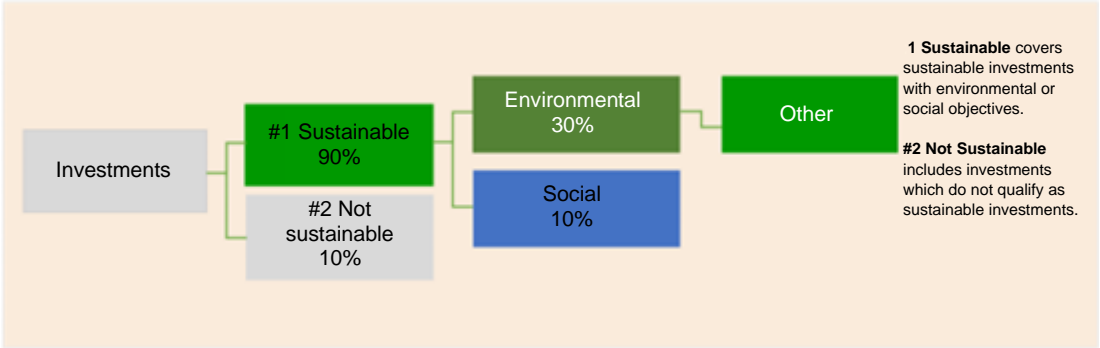 Investments
#1 Sustainable
90%
#2 Not
sustainable
10%
Environmental
30%
Social
10%
Other
1 Sustainable covers
sustainable investments
with environmental or
social objectives.
#2 Not Sustainable
includes investments
which do not qualify as
sustainable investments.